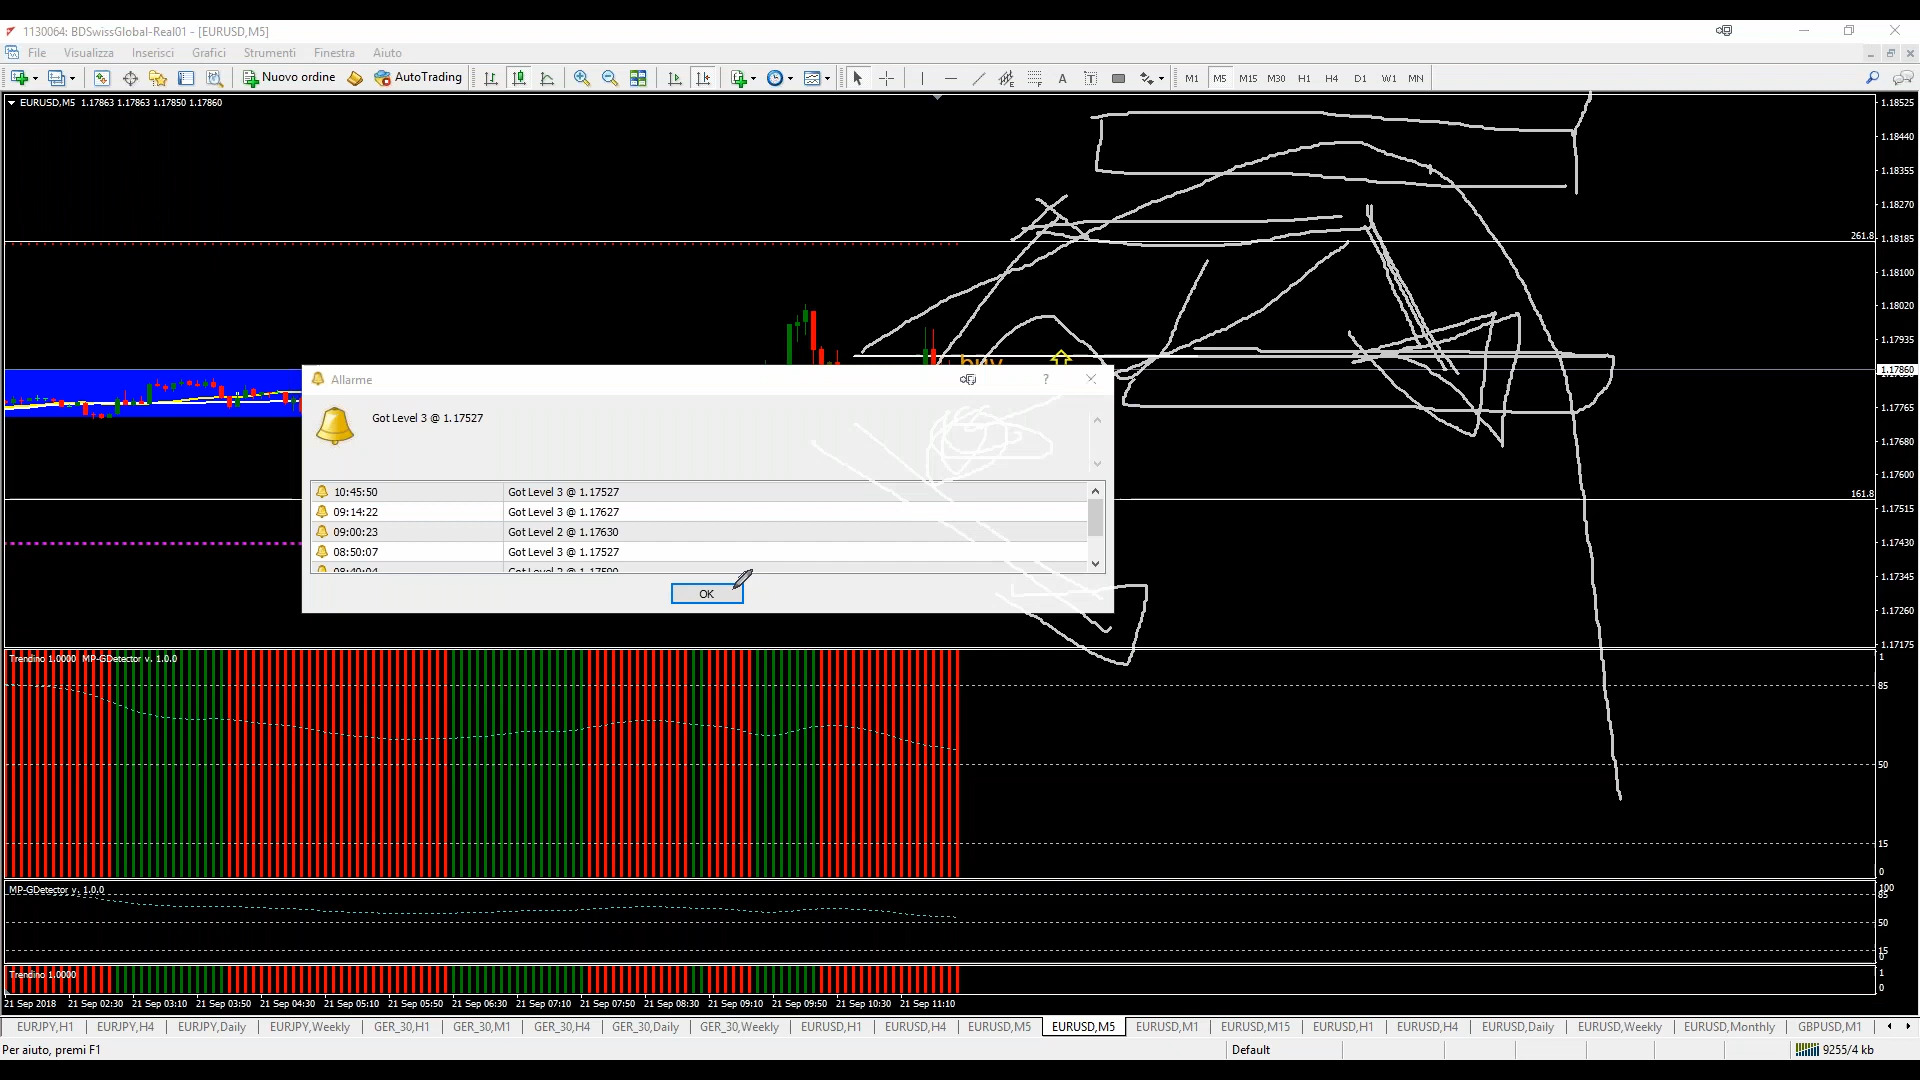 1130064: BDSwissGlobal-Real01 - [EURUSD,M5]
File Visualizza Inserisci Grafici Strumenti Finestra Aiuto
Nuovo ordine AutoTrading M1 M5 M15 M30 H1 H4 D1 W1 MN
EURUSD,M5 1.17863 1.17863 1.17850 1.17860
1.18525
1.18440
1.18355
1.18270
261.8
1.18185
1.18100
1.18020
1.17935
buy
1.17860
1.17765
1.17680
1.17600
161.8
1.17515
1.17430
1.17345
1.17260
1.17175
Allarme
Got Level 3 @ 1.17527
10:45:50 Got Level 3 @ 1.17527
09:14:22 Got Level 3 @ 1.17627
09:00:23 Got Level 2 @ 1.17630
08:50:07 Got Level 3 @ 1.17527
OK
Trendino 1.0000 MP-GDetector v. 1.0.0
1
85
50
15
0
MP-GDetector v. 1.0.0
100
85
50
15
0
Trendino 1.0000
1
0
21 Sep 2018 21 Sep 02:30 21 Sep 03:10 21 Sep 03:50 21 Sep 04:30 21 Sep 05:10 21 Sep 05:50 21 Sep 06:30 21 Sep 07:10 21 Sep 07:50 21 Sep 08:30 21 Sep 09:10 21 Sep 09:50 21 Sep 10:30 21 Sep 11:10
EURJPY,H1 EURJPY,H4 EURJPY,Daily EURJPY,Weekly GER_30,H1 GER_30,M1 GER_30,H4 GER_30,Daily GER_30,Weekly EURUSD,H1 EURUSD,H4 EURUSD,M5 EURUSD,M5 EURUSD,M1 EURUSD,M15 EURUSD,H1 EURUSD,H4 EURUSD,Daily EURUSD,Weekly EURUSD,Monthly GBPUSD,M1
Per aiuto, premi F1 Default 9255/4 kb